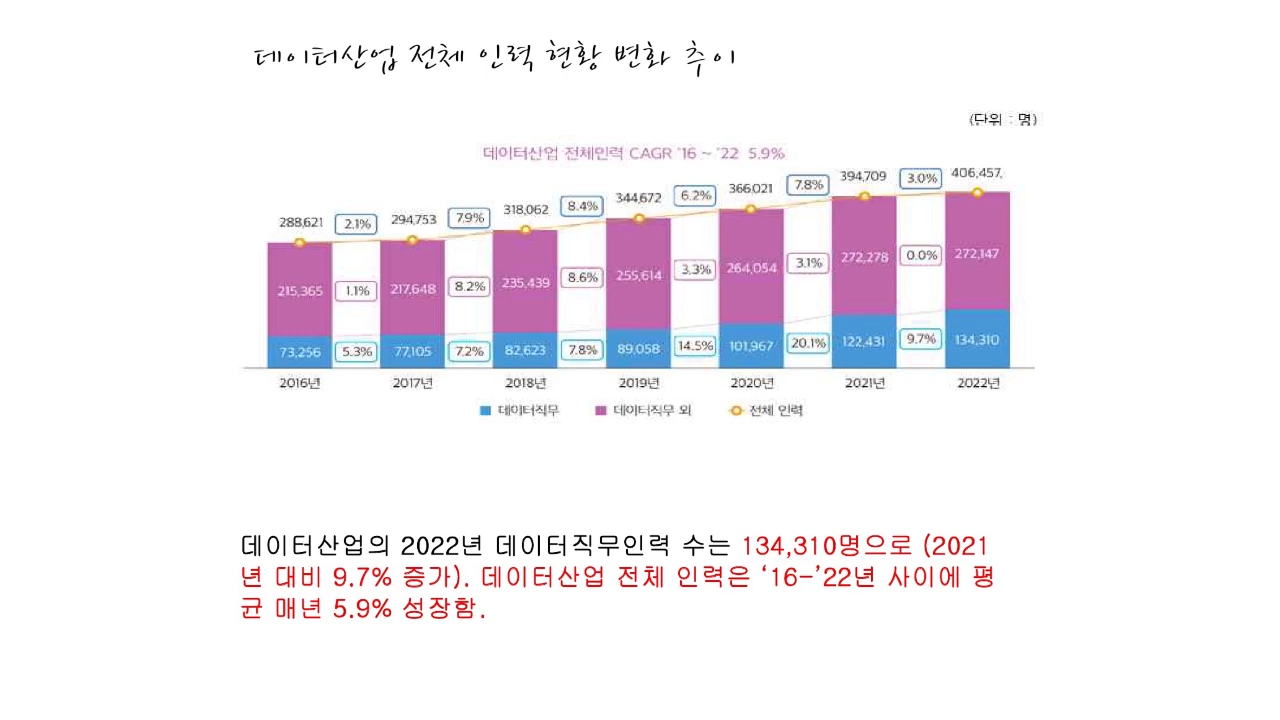 데이터산업 전체 인력 현황 변화 추이
(단위 : 명)
데이터산업 전체인력 CAGR '16 ~ '22 5.9%
288,621 2.1% 294,753 7.9% 318,062 8.4% 344,672 6.2% 366,021 7.8% 394,709 3.0% 406,457,
215,365 1.1% 217,648 8.2% 235,439 8.6% 255,614 3.3% 264,054 3.1% 272,278 0.0% 272,147
73,256 5.3% 77,105 7.2% 82,623 7.8% 89,058 14.5% 101,967 20.1% 122,431 9.7% 134,310
2016년 2017년 2018년 2019년 2020년 2021년 2022년
데이터직무 데이터직무 외 전체 인력
데이터산업의 2022년 데이터직무인력 수는 134,310명으로 (2021
년 대비 9.7% 증가). 데이터산업 전체 인력은 ‘16-’22년 사이에 평
균 매년 5.9% 성장함.